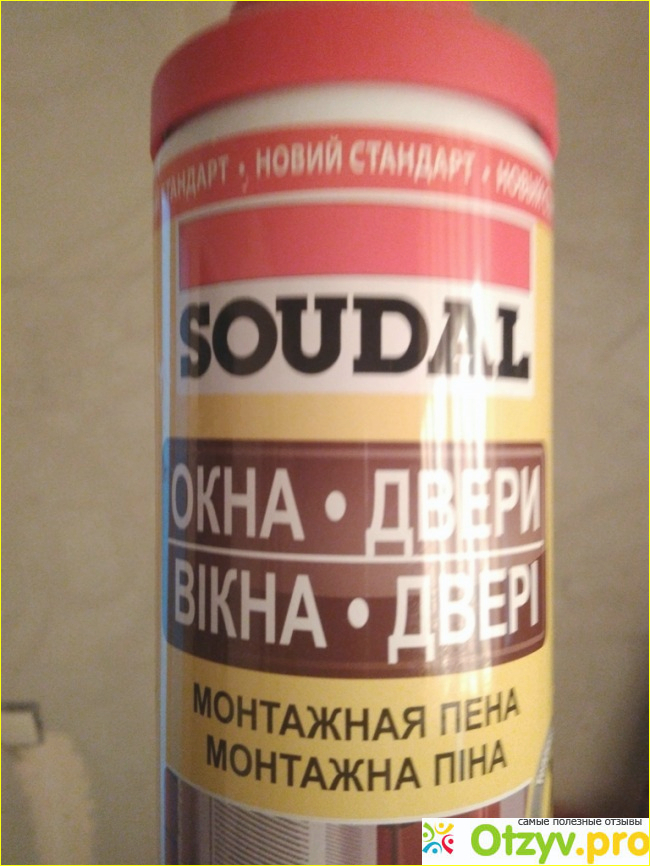 СТАНДАРТ • НОВИЙ СТАНДАРТ • НОВИЙ
SOUDAL
ОКНА • ДВЕРИ
ВІКНА • ДВЕРІ
МОНТАЖНАЯ ПЕНА
МОНТАЖНА ПІНА
самые полезные отзывы
Otzyv.pro